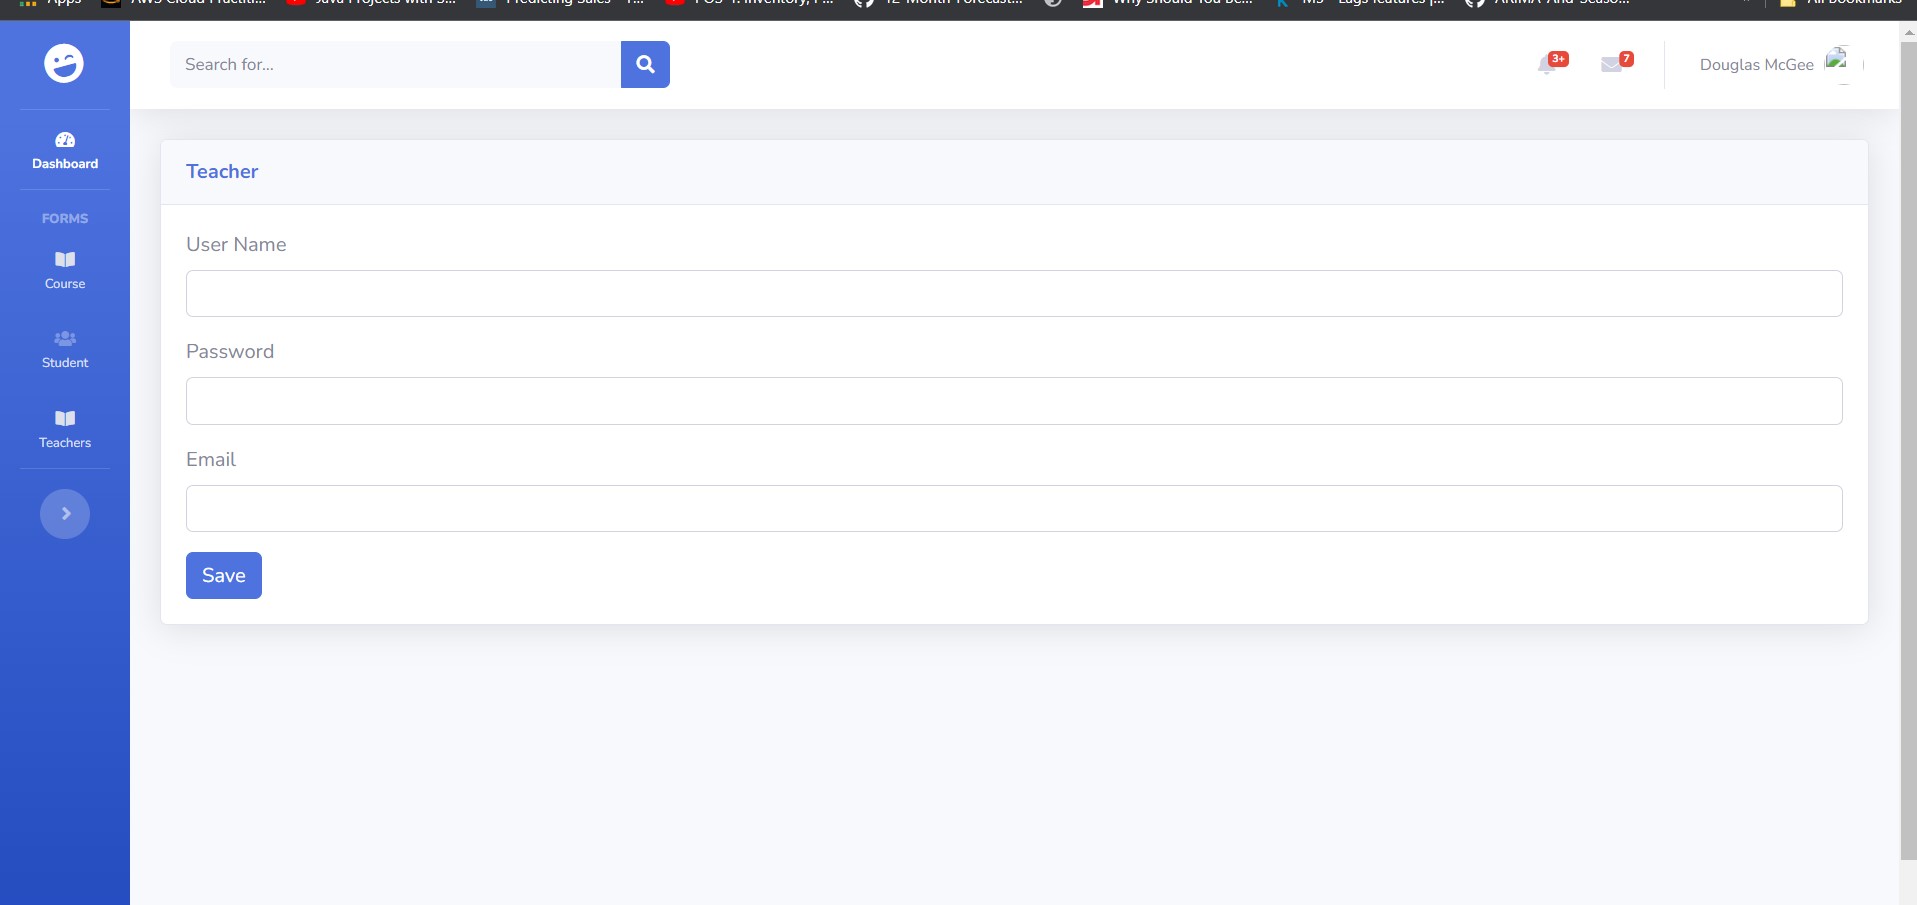 Apps AWS Cloud Practiti... Java Projects with S... Predicting Sales - T... POS 1: Inventory, P... 12-Month-Forecast... Why Should You Be... M5 - Lags features |... ARIMA-And-Seaso... All Bookmarks
Search for...
3+
7
Douglas McGee
Dashboard
FORMS
Course
Student
Teachers
Teacher
User Name
Password
Email
Save